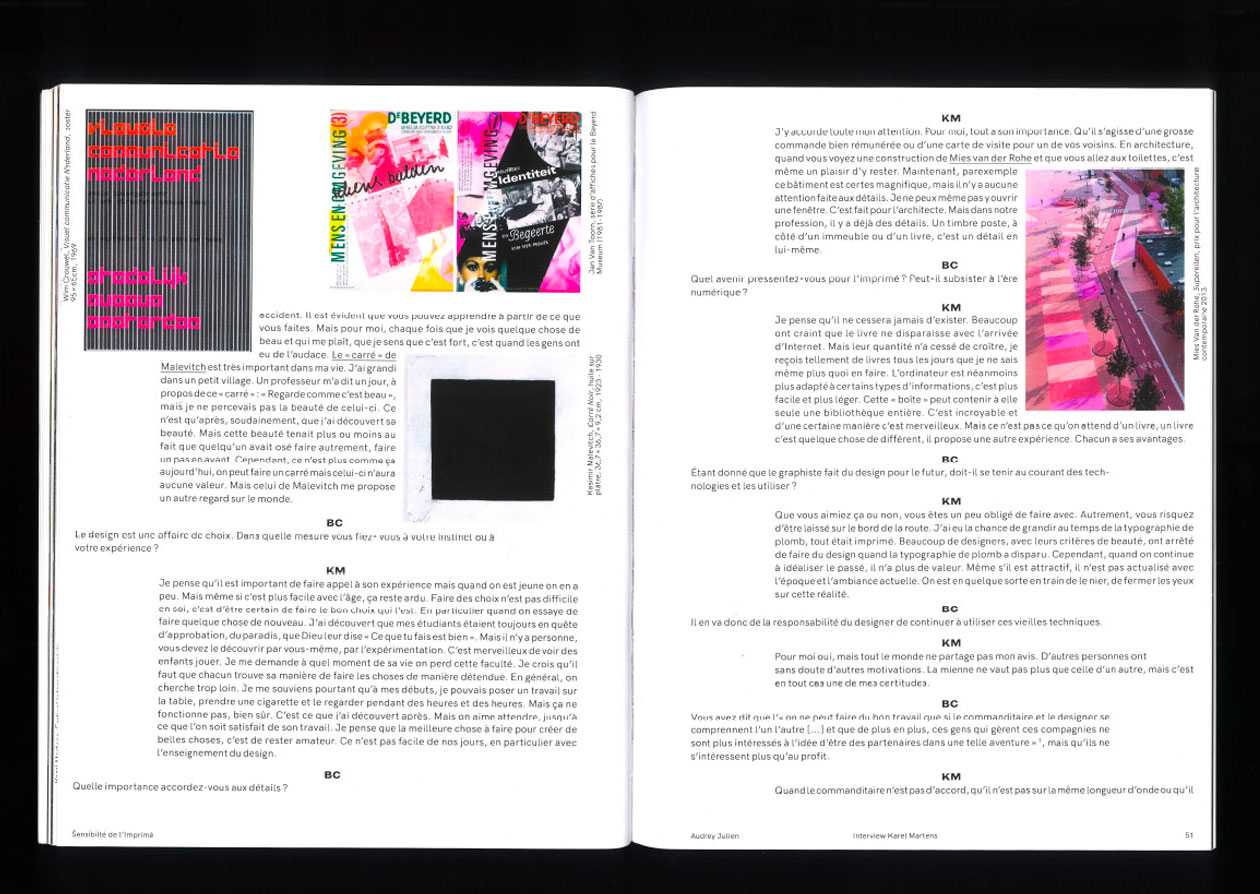 Wim Crouwel, Visuel communicatie Nederland, poster
95 × 65cm, 1969
visuele
communicatie
nederland
stedelijk
museum
amsterdam
MENS EN OMGEVING (3)
DE BEYERD
DE BEYERD
Identiteit
Begeerte
Jan Van Toorn, série d'affiches pour le Beyerd
Museum (1981-1987)
accident. Il est évident que vous pouvez apprendre à partir de ce que
vous faites. Mais pour moi, chaque fois que je vois quelque chose de
beau et qui me plaît, que je sens que c'est fort, c'est quand les gens ont
eu de l'audace. Le « carré » de
Malevitch est très important dans ma vie. J'ai grandi
dans un petit village. Un professeur m'a dit un jour, à
propos de ce « carré » : « Regarde comme c'est beau »,
mais je ne percevais pas la beauté de celui-ci. Ce
n'est qu'après, soudainement, que j'ai découvert sa
beauté. Mais cette beauté tenait plus ou moins au
fait que quelqu'un avait osé faire autrement, faire
un pas en avant. Cependant, ce n'est plus comme ça
aujourd'hui, on peut faire un carré mais celui-ci n'aura
aucune valeur. Mais celui de Malevitch me propose
un autre regard sur le monde.
Kasimir Malevitch, Carré Noir, huile sur
plâtre, 36,7 × 36,7 × 9,2 cm, 1923 - 1930
BC
Le design est une affaire de choix. Dans quelle mesure vous fiez-vous à votre instinct ou à
votre expérience ?
KM
Je pense qu'il est important de faire appel à son expérience mais quand on est jeune on en a
peu. Mais même si c'est plus facile avec l'âge, ça reste ardu. Faire des choix n'est pas difficile
en soi, c'est d'être certain de faire le bon choix qui l'est. En particulier quand on essaye de
faire quelque chose de nouveau. J'ai découvert que mes étudiants étaient toujours en quête
d'approbation, du paradis, que Dieu leur dise « Ce que tu fais est bien ». Mais il n'y a personne,
vous devez le découvrir par vous-même, par l'expérimentation. C'est merveilleux de voir des
enfants jouer. Je me demande à quel moment de sa vie on perd cette faculté. Je crois qu'il
faut que chacun trouve sa manière de faire les choses de manière détendue. En général, on
cherche trop loin. Je me souviens pourtant qu'à mes débuts, je pouvais poser un travail sur
la table, prendre une cigarette et le regarder pendant des heures et des heures. Mais ça ne
fonctionne pas, bien sûr. C'est ce que j'ai découvert après. Mais on aime attendre, jusqu'à
ce que l'on soit satisfait de son travail. Je pense que la meilleure chose à faire pour créer de
belles choses, c'est de rester amateur. Ce n'est pas facile de nos jours, en particulier avec
l'enseignement du design.
BC
Quelle importance accordez-vous aux détails ?
Sensibilté de l'Imprimé
KM
J'y accorde toute mon attention. Pour moi, tout a son importance. Qu'il s'agisse d'une grosse
commande bien rémunérée ou d'une carte de visite pour un de vos voisins. En architecture,
quand vous voyez une construction de Mies van der Rohe et que vous allez aux toilettes, c'est
même un plaisir d'y rester. Maintenant, par exemple
ce bâtiment est certes magnifique, mais il n'y a aucune
attention faite aux détails. Je ne peux même pas y ouvrir
une fenêtre. C'est fait pour l'architecte. Mais dans notre
profession, il y a déjà des détails. Un timbre poste, à
côté d'un immeuble ou d'un livre, c'est un détail en
lui-même.
Mies Van der Rohe, Superkilen, prix pour l'architecture
contemporaine 2013
BC
Quel avenir pressentez-vous pour l'imprimé ? Peut-il subsister à l'ère
numérique ?
KM
Je pense qu'il ne cessera jamais d'exister. Beaucoup
ont craint que le livre ne disparaisse avec l'arrivée
d'Internet. Mais leur quantité n'a cessé de croître, je
reçois tellement de livres tous les jours que je ne sais
même plus quoi en faire. L'ordinateur est néanmoins
plus adapté à certains types d'informations, c'est plus
facile et plus léger. Cette « boîte » peut contenir à elle
seule une bibliothèque entière. C'est incroyable et
d'une certaine manière c'est merveilleux. Mais ce n'est pas ce qu'on attend d'un livre, un livre
c'est quelque chose de différent, il propose une autre expérience. Chacun a ses avantages.
BC
Étant donné que le graphiste fait du design pour le futur, doit-il se tenir au courant des tech-
nologies et les utiliser ?
KM
Que vous aimiez ça ou non, vous êtes un peu obligé de faire avec. Autrement, vous risquez
d'être laissé sur le bord de la route. J'ai eu la chance de grandir au temps de la typographie de
plomb, tout était imprimé. Beaucoup de designers, avec leurs critères de beauté, ont arrêté
de faire du design quand la typographie de plomb a disparu. Cependant, quand on continue
à idéaliser le passé, il n'a plus de valeur. Même s'il est attractif, il n'est pas actualisé avec
l'époque et l'ambiance actuelle. On est en quelque sorte en train de le nier, de fermer les yeux
sur cette réalité.
BC
Il en va donc de la responsabilité du designer de continuer à utiliser ces vieilles techniques.
KM
Pour moi oui, mais tout le monde ne partage pas mon avis. D'autres personnes ont
sans doute d'autres motivations. La mienne ne vaut pas plus que celle d'un autre, mais c'est
en tout cas une de mes certitudes.
BC
Vous avez dit que l'« on ne peut faire du bon travail que si le commanditaire et le designer se
comprennent l'un l'autre [...] et que de plus en plus, ces gens qui gèrent ces compagnies ne
sont plus intéressés à l'idée d'être des partenaires dans une telle aventure » ¹, mais qu'ils ne
s'intéressent plus qu'au profit.
KM
Quand le commanditaire n'est pas d'accord, qu'il n'est pas sur la même longueur d'onde ou qu'il
Audrey Julien
Interview Karel Martens
51